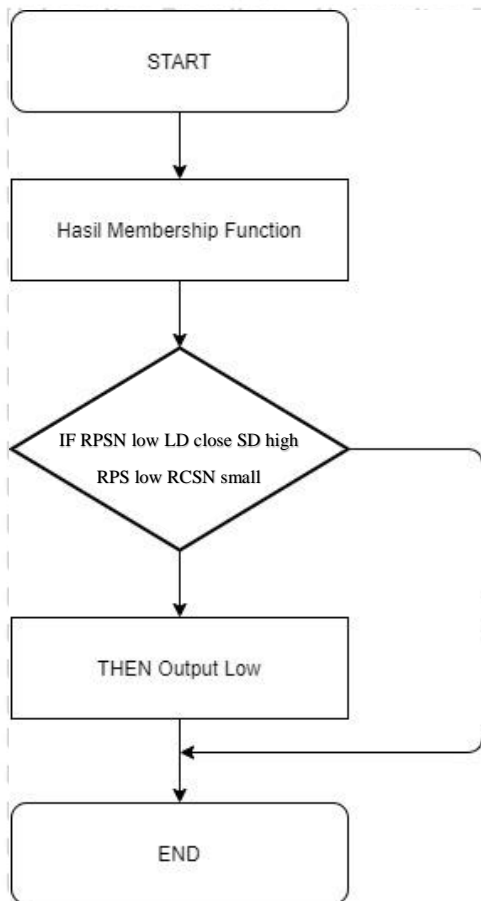 START
Hasil Membership Function
IF RPSN low LD close SD high
RPS low RCSN small
THEN Output Low
END